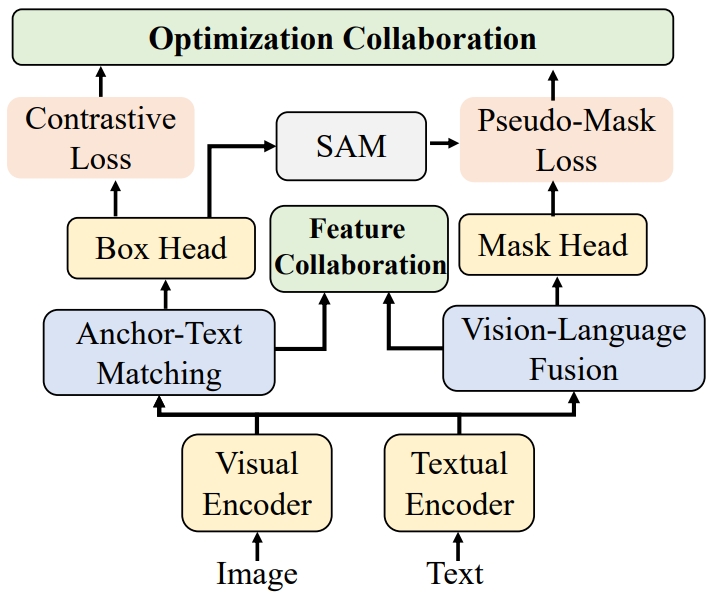 Optimization Collaboration
Contrastive
Loss
SAM
Pseudo-Mask
Loss
Box Head
Feature
Collaboration
Mask Head
Anchor-Text
Matching
Vision-Language
Fusion
Visual
Encoder
Textual
Encoder
Image
Text